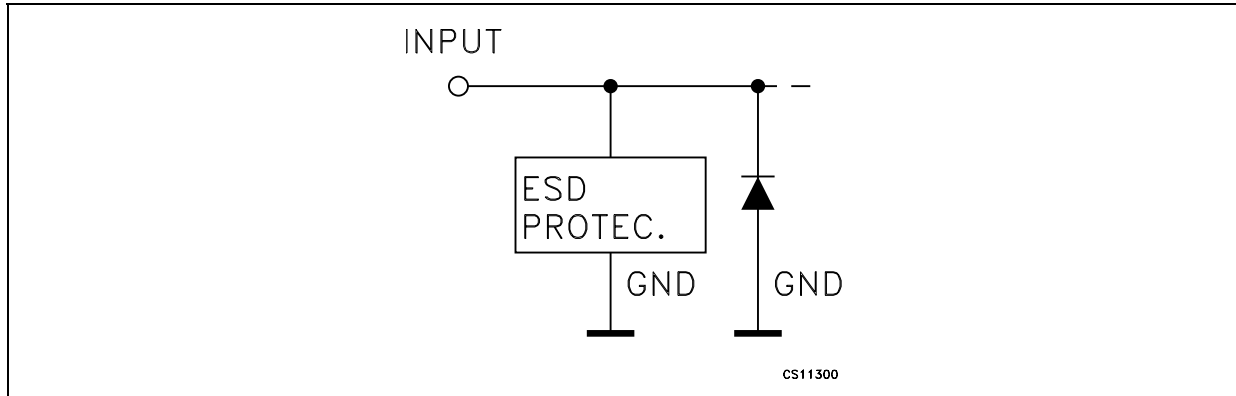 INPUT
ESD
PROTEC.
GND
GND
CS11300